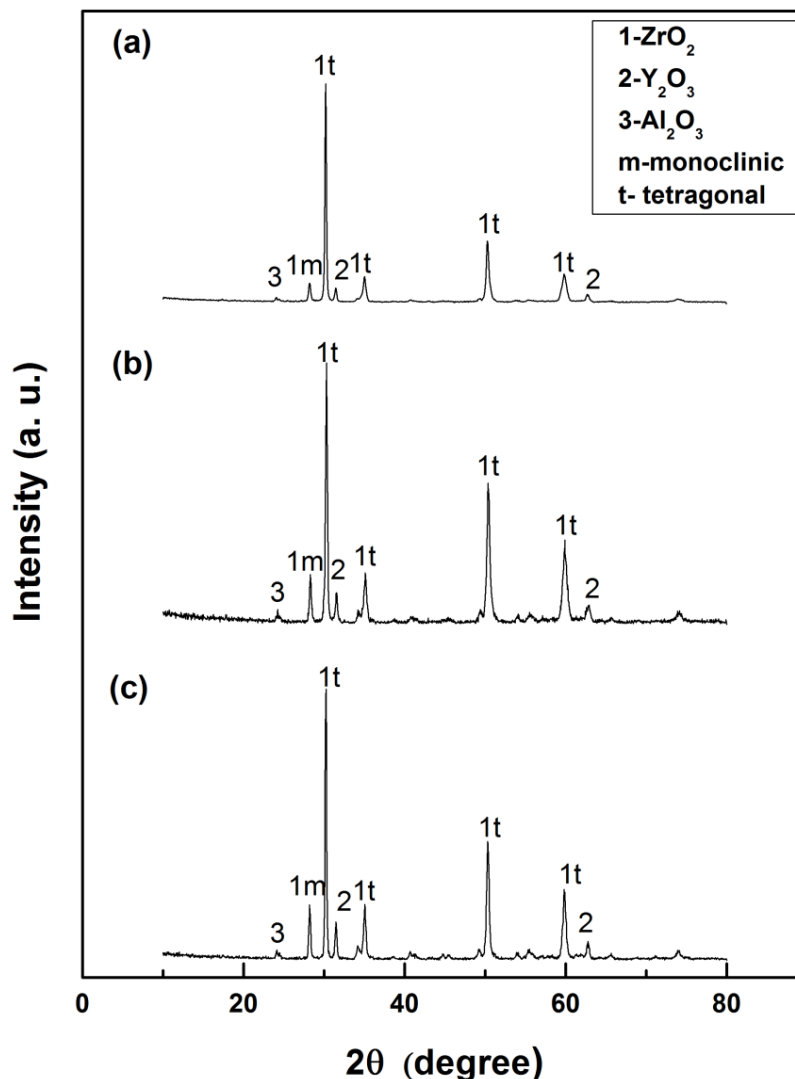 (a)
1t
1-ZrO2
2-Y2O3
3-Al2O3
m-monoclinic
t- tetragonal
3 1m 2 1t 1t 1t 2
(b)
1t
3 1m 2 1t 1t 1t 2
(c)
1t
3 1m 2 1t 1t 1t 2
Intensity (a. u.)
0 20 40 60 80
2θ (degree)